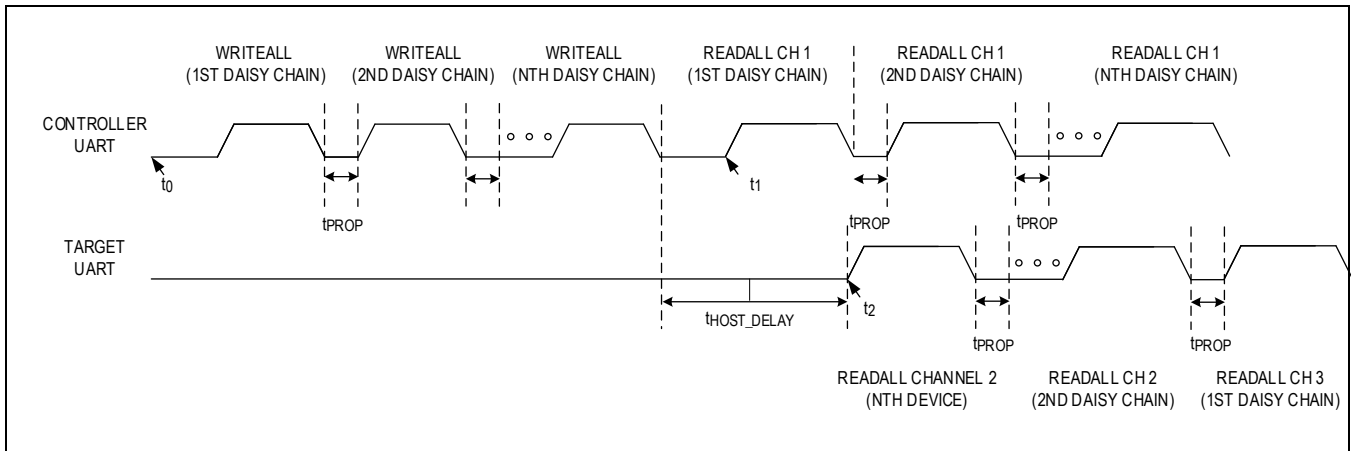 WRITEALL
(1ST DAISY CHAIN)
WRITEALL
(2ND DAISY CHAIN)
WRITEALL
(NTH DAISY CHAIN)
READALL CH 1
(1ST DAISY CHAIN)
READALL CH 1
(2ND DAISY CHAIN)
READALL CH 1
(NTH DAISY CHAIN)
CONTROLLER
UART
t0
t1
tPROP
tPROP
tPROP
TARGET
UART
t2
tHOST_DELAY
tPROP
tPROP
READALL CHANNEL 2
(NTH DEVICE)
READALL CH 2
(2ND DAISY CHAIN)
READALL CH 3
(1ST DAISY CHAIN)